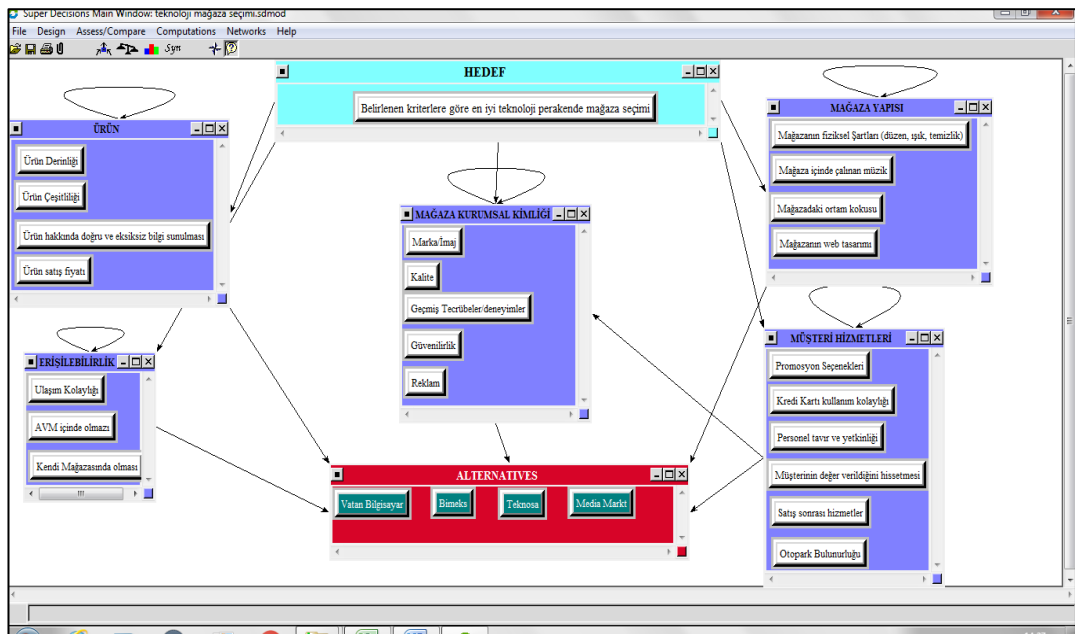 Super Decisions Main Window: teknoloji mağaza seçimi.sdmod
File Design Assess/Compare Computations Networks Help
Syn
HEDEF
Belirlenen kriterlere göre en iyi teknoloji perakende mağaza seçimi
ÜRÜN
Ürün Derinliği
Ürün Çeşitliliği
Ürün hakkında doğru ve eksiksiz bilgi sunulması
Ürün satış fiyatı
MAĞAZA YAPISI
Mağazanın fiziksel Şartları (düzen, ışık, temizlik)
Mağaza içinde çalınan müzik
Mağazadaki ortam kokusu
Mağazanın web tasarımı
MAĞAZA KURUMSAL KİMLİĞİ
Marka/İmaj
Kalite
Geçmiş Tecrübeler/deneyimler
Güvenilirlik
Reklam
ERİŞİLEBİLİRLİK
Ulaşım Kolaylığı
AVM içinde olmazı
Kendi Mağazasında olması
MÜŞTERİ HİZMETLERİ
Promosyon Seçenekleri
Kredi Kartı kullanım kolaylığı
Personel tavır ve yetkinliği
Müşterinin değer verildiğini hissetmesi
Satış sonrası hizmetler
Otopark Bulunurluğu
ALTERNATIVES
Vatan Bilgisayar
Bimeks
Teknosa
Media Markt